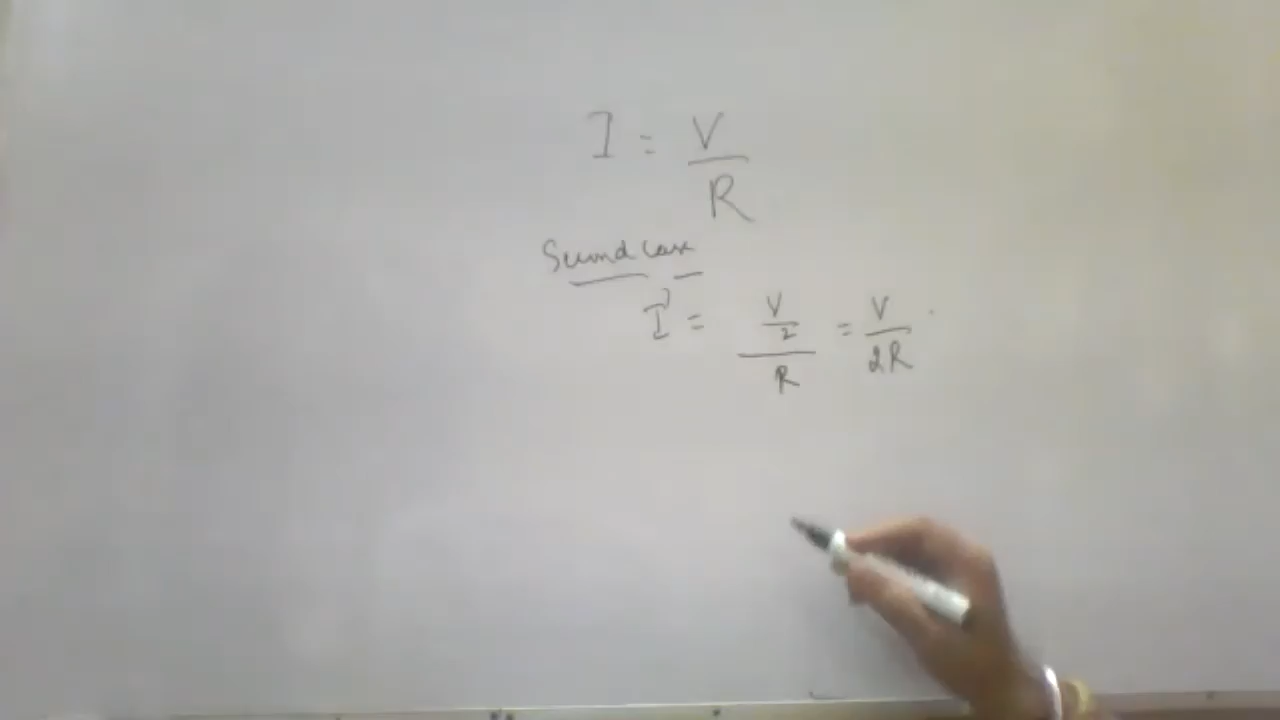 I = V/R
Second Case
I' = (V/2)/R = V/2R